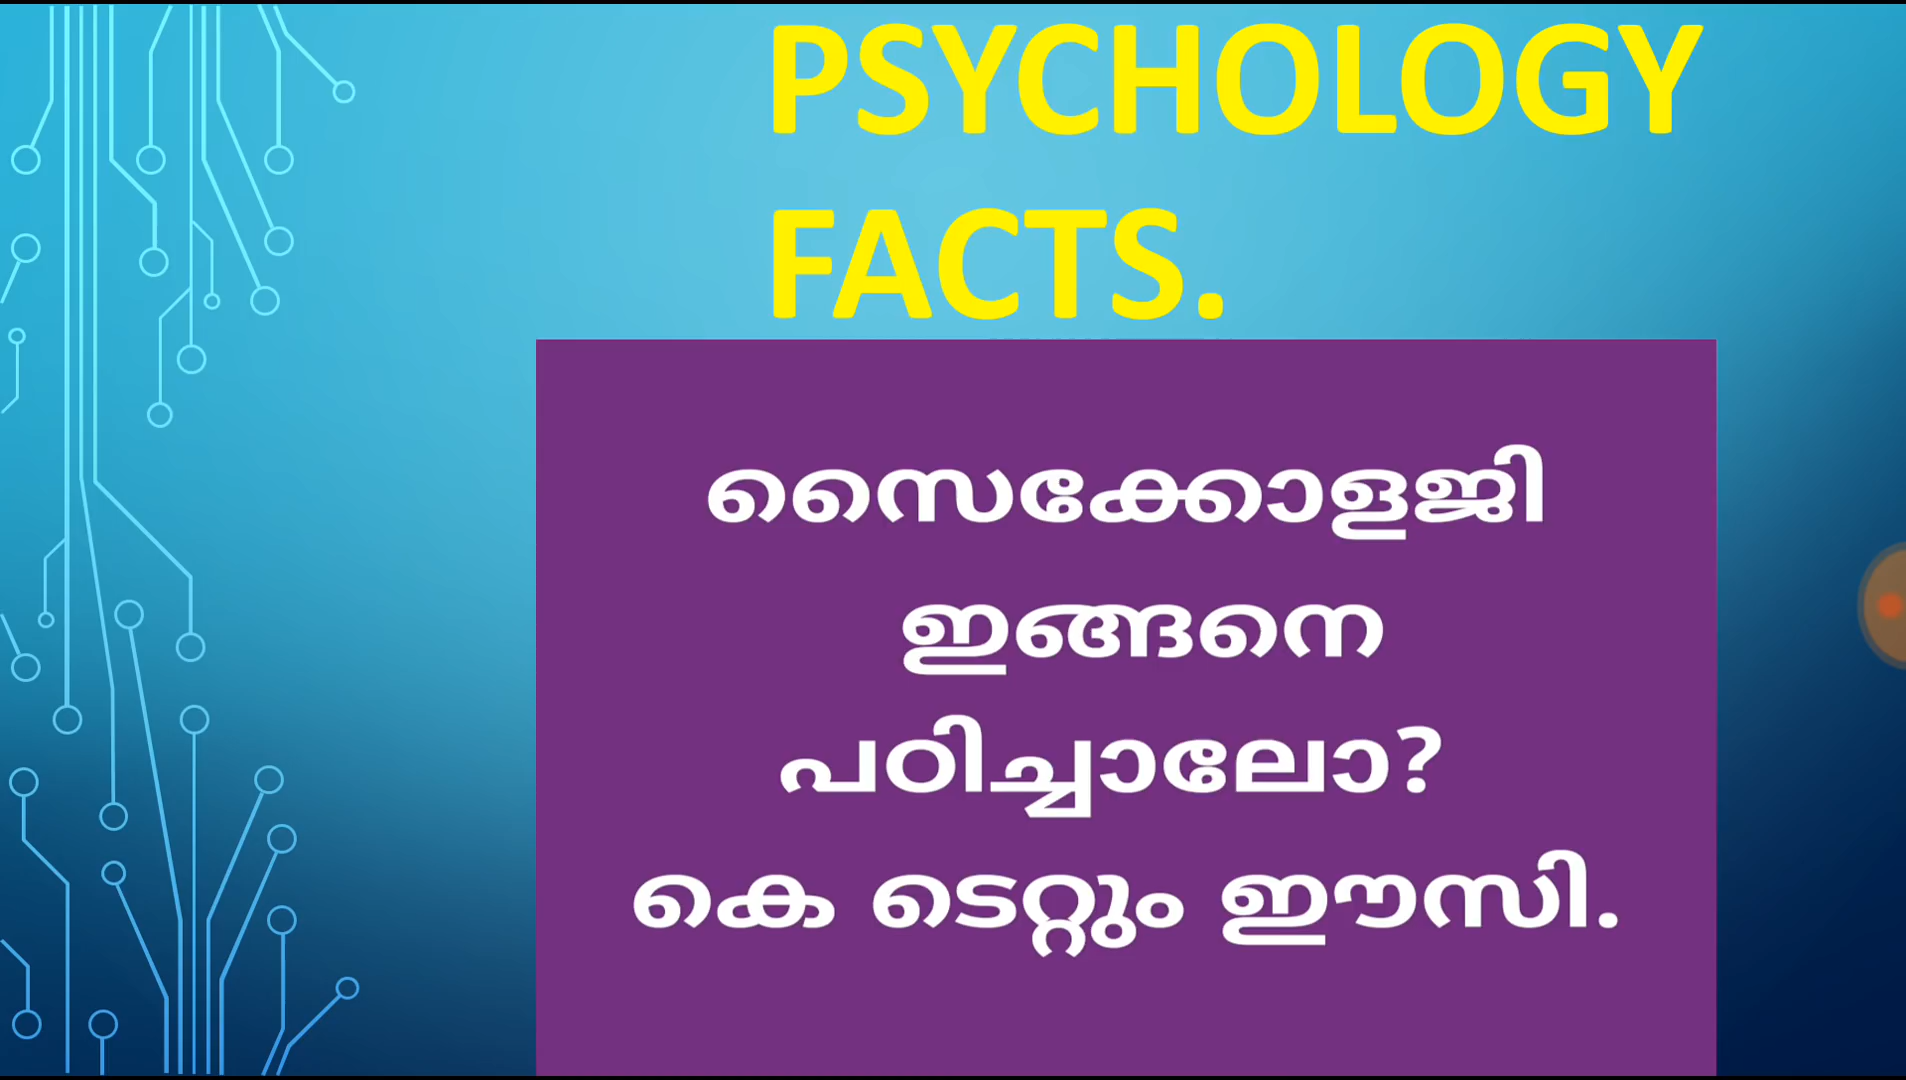 PSYCHOLOGY
FACTS.
സൈക്കോളജി
ഇങ്ങനെ
പഠിച്ചാലോ?
കെ ടെറ്റും ഈസി.